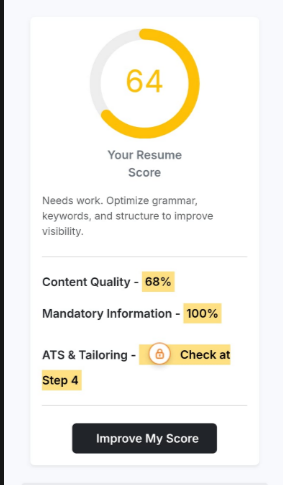 64
Your Resume
Score
Needs work. Optimize grammar,
keywords, and structure to improve
visibility.
Content Quality - 68%
Mandatory Information - 100%
ATS & Tailoring - Check at
Step 4
Improve My Score